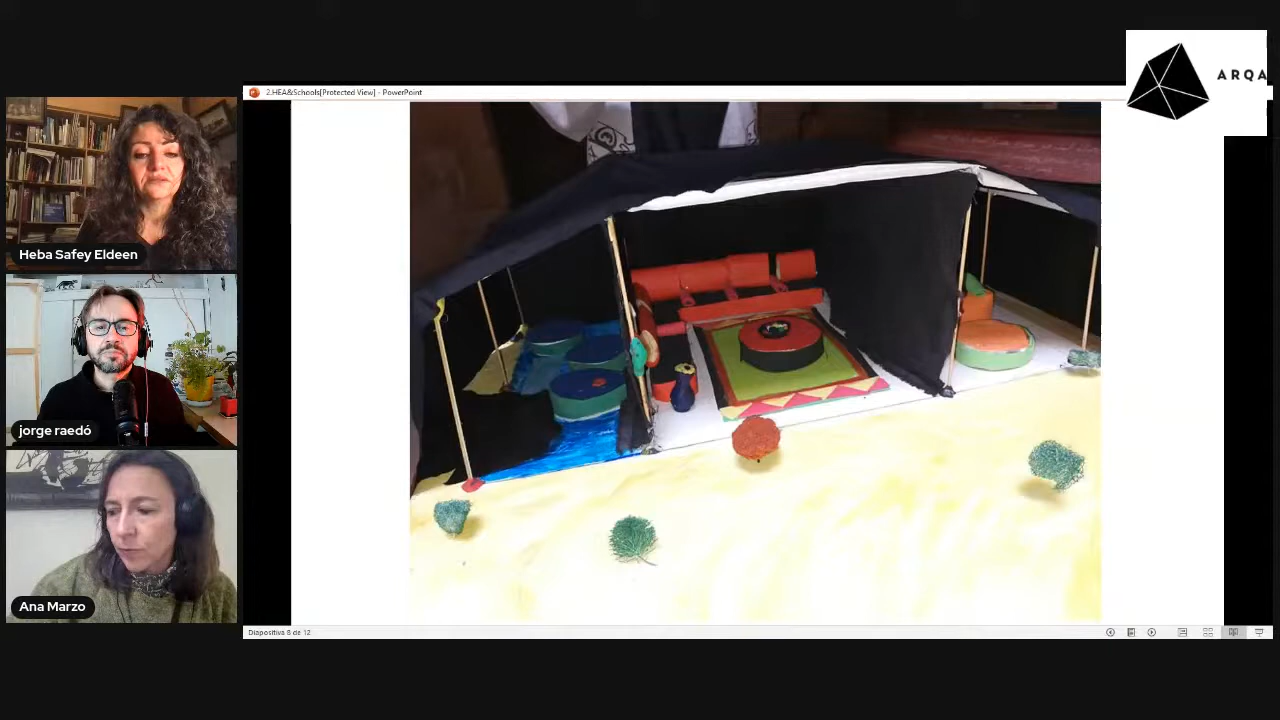 2.HEA&Schools[Protected View] - PowerPoint
ARQA
Heba Safey Eldeen
jorge raedó
Ana Marzo
Diapositiva 8 de 12